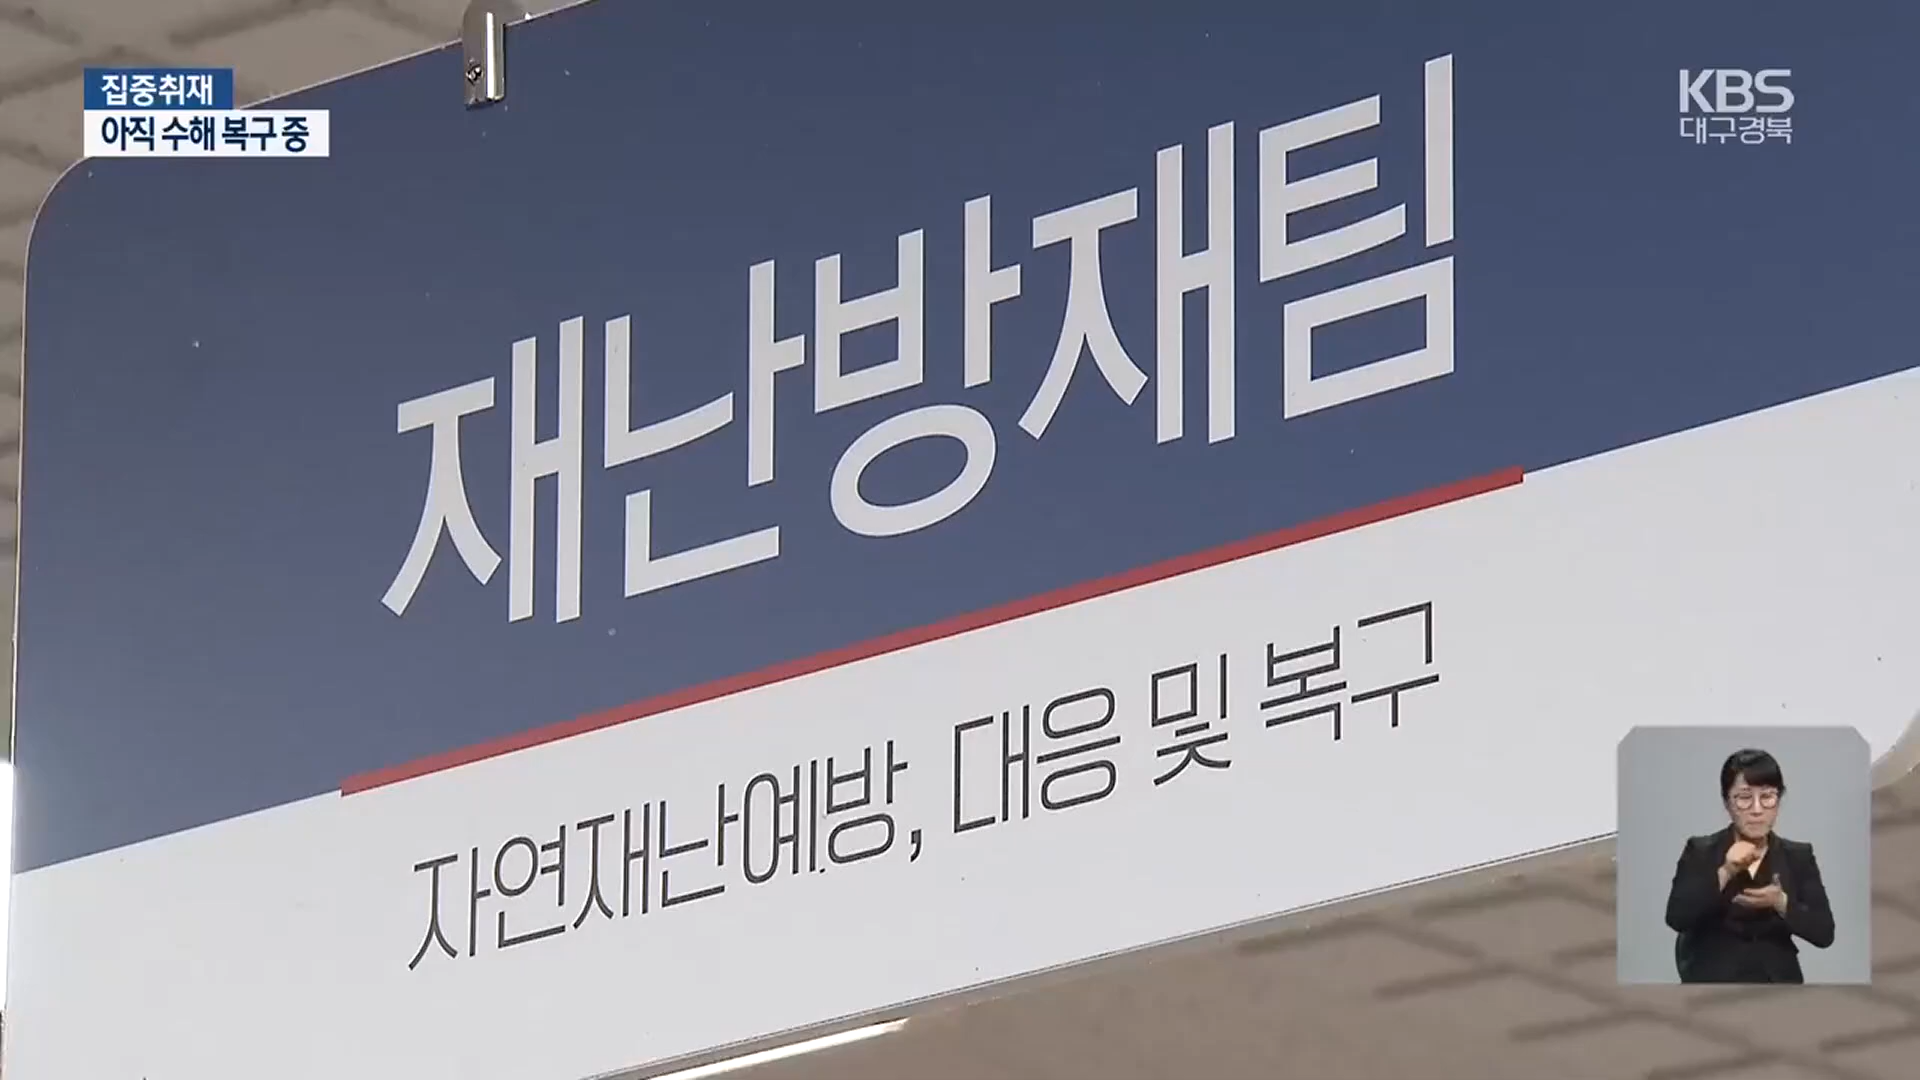 집중취재
아직 수해 복구 중
KBS
대구경북
재난방재팀
자연재난예방, 대응 및 복구